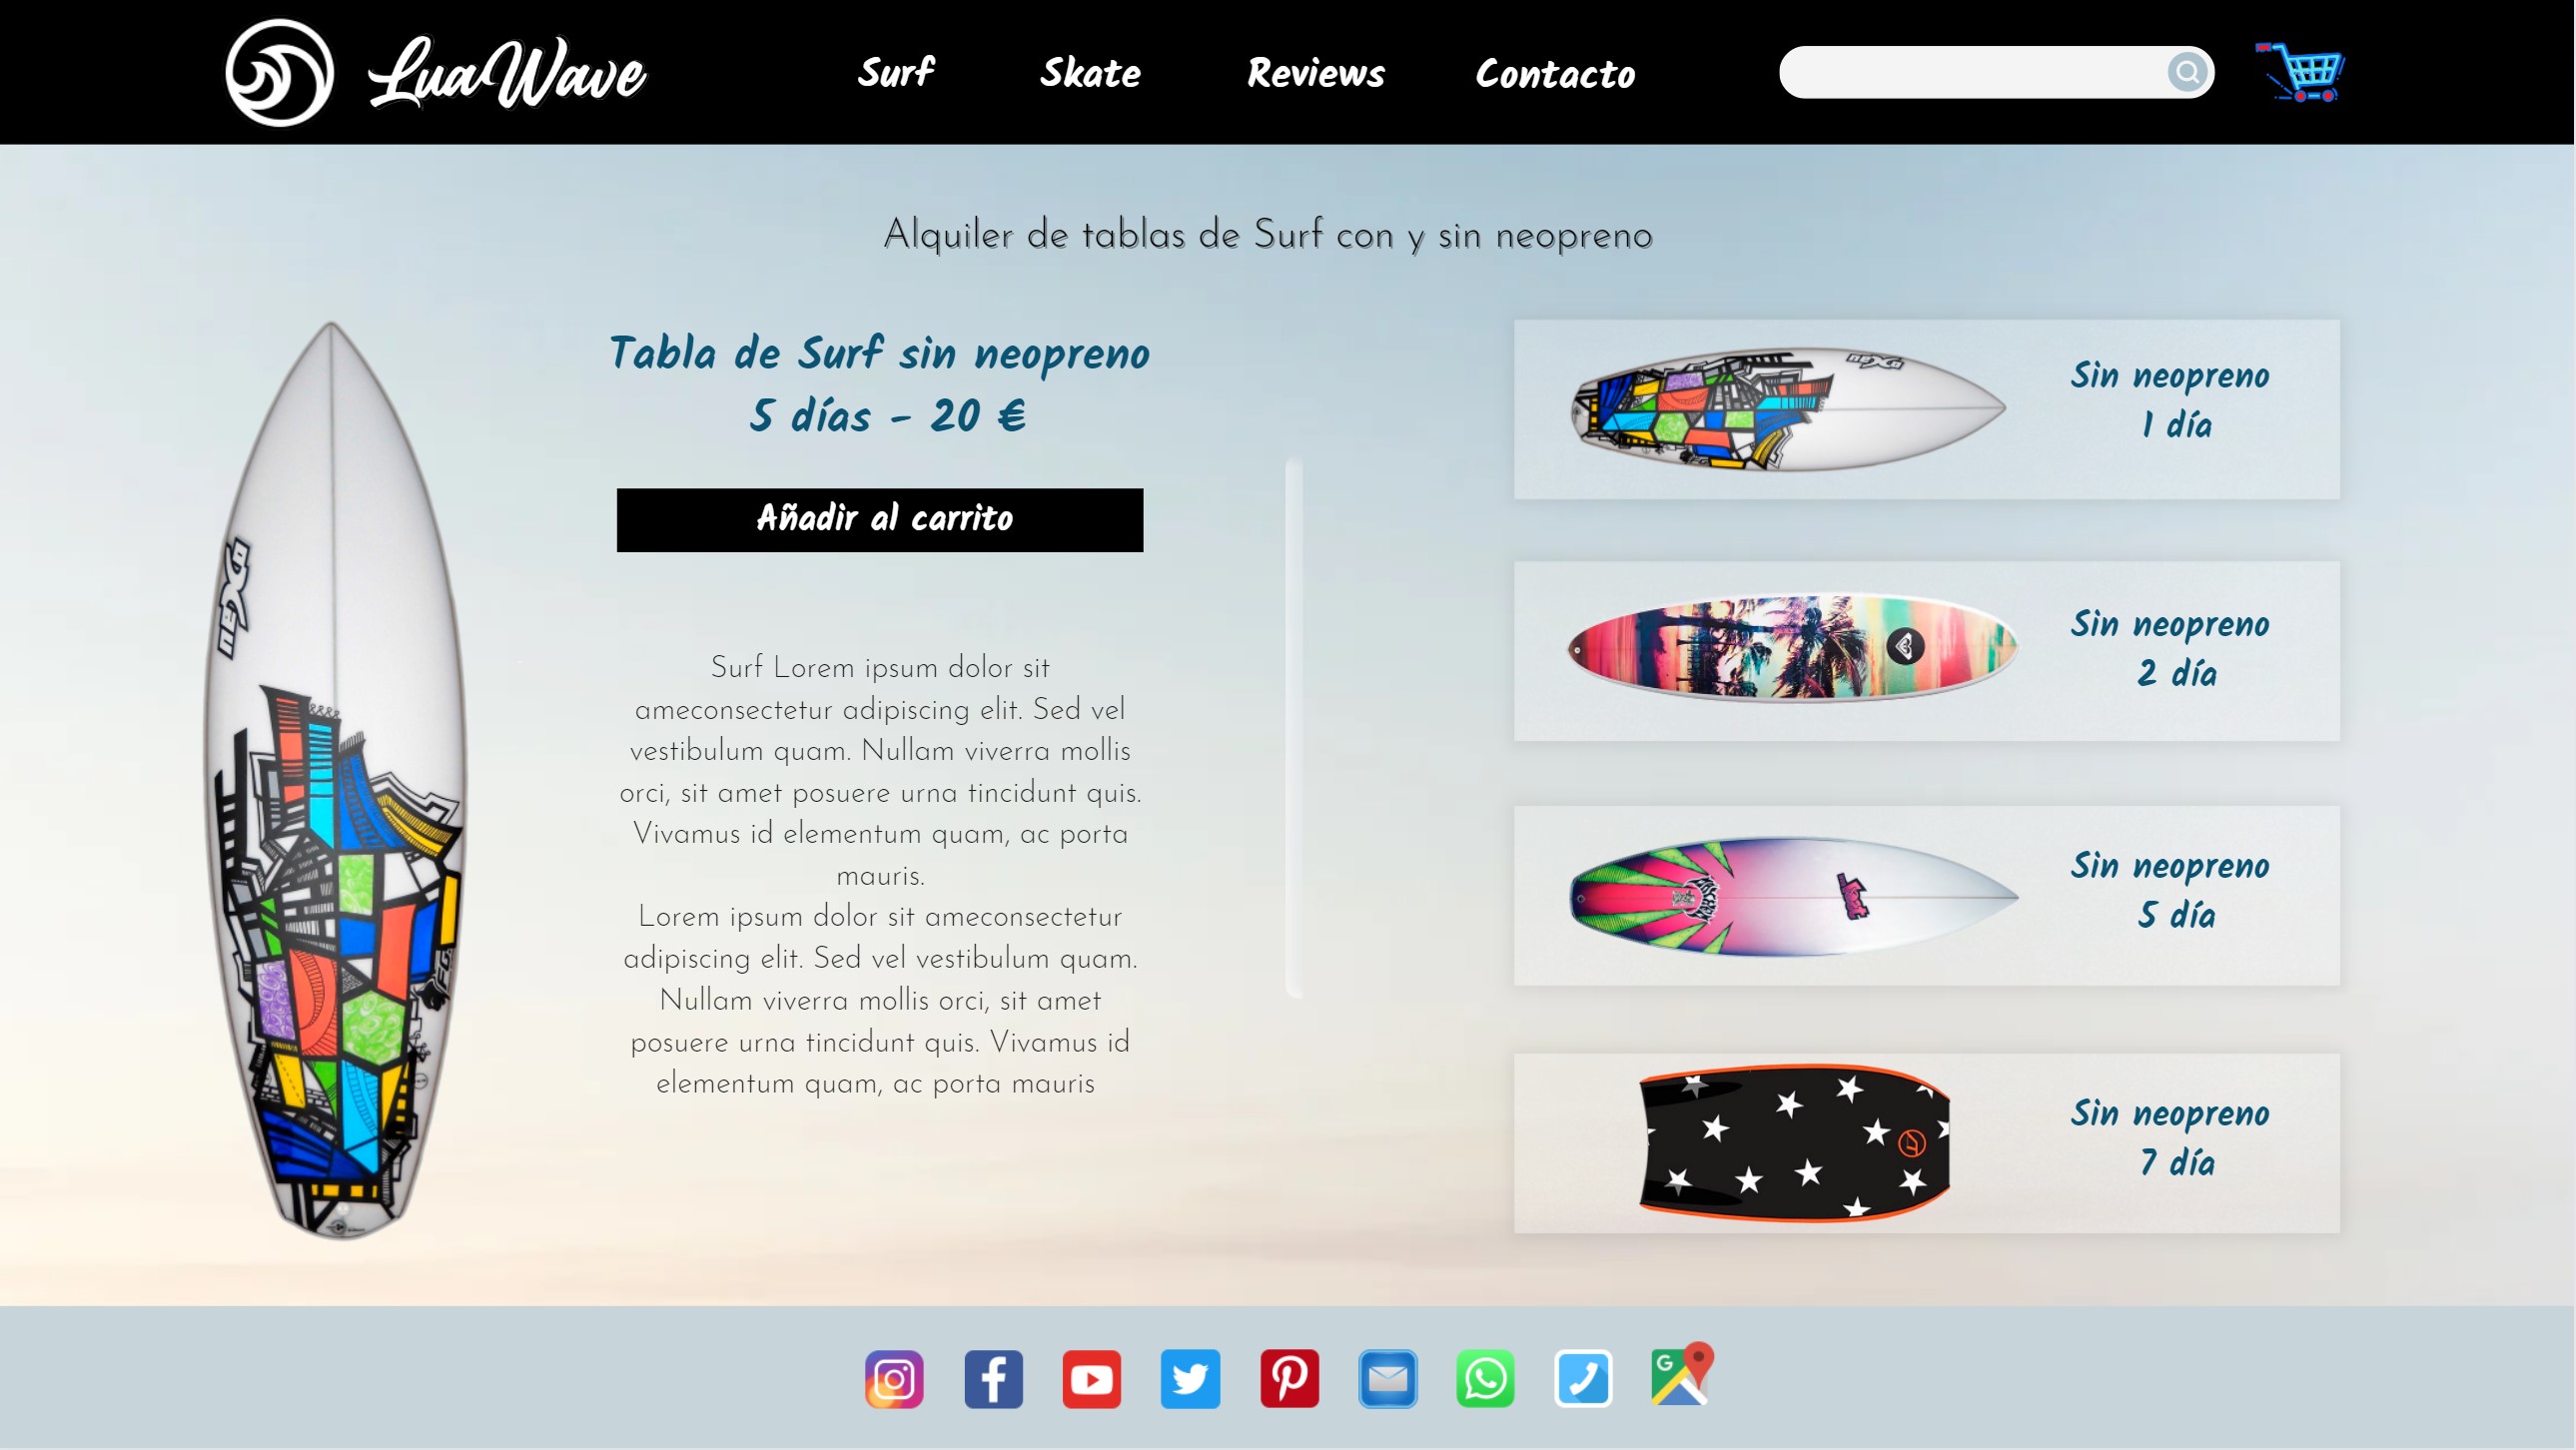 LuaWave
Surf
Skate
Reviews
Contacto
Alquiler de tablas de Surf con y sin neopreno
Tabla de Surf sin neopreno
5 días - 20 €
Añadir al carrito
Surf Lorem ipsum dolor sit
ameconsectetur adipiscing elit. Sed vel
vestibulum quam. Nullam viverra mollis
orci, sit amet posuere urna tincidunt quis.
Vivamus id elementum quam, ac porta
mauris.
Lorem ipsum dolor sit ameconsectetur
adipiscing elit. Sed vel vestibulum quam.
Nullam viverra mollis orci, sit amet
posuere urna tincidunt quis. Vivamus id
elementum quam, ac porta mauris
Sin neopreno
1 día
Sin neopreno
2 día
Lost
Sin neopreno
5 día
Sin neopreno
7 día
G